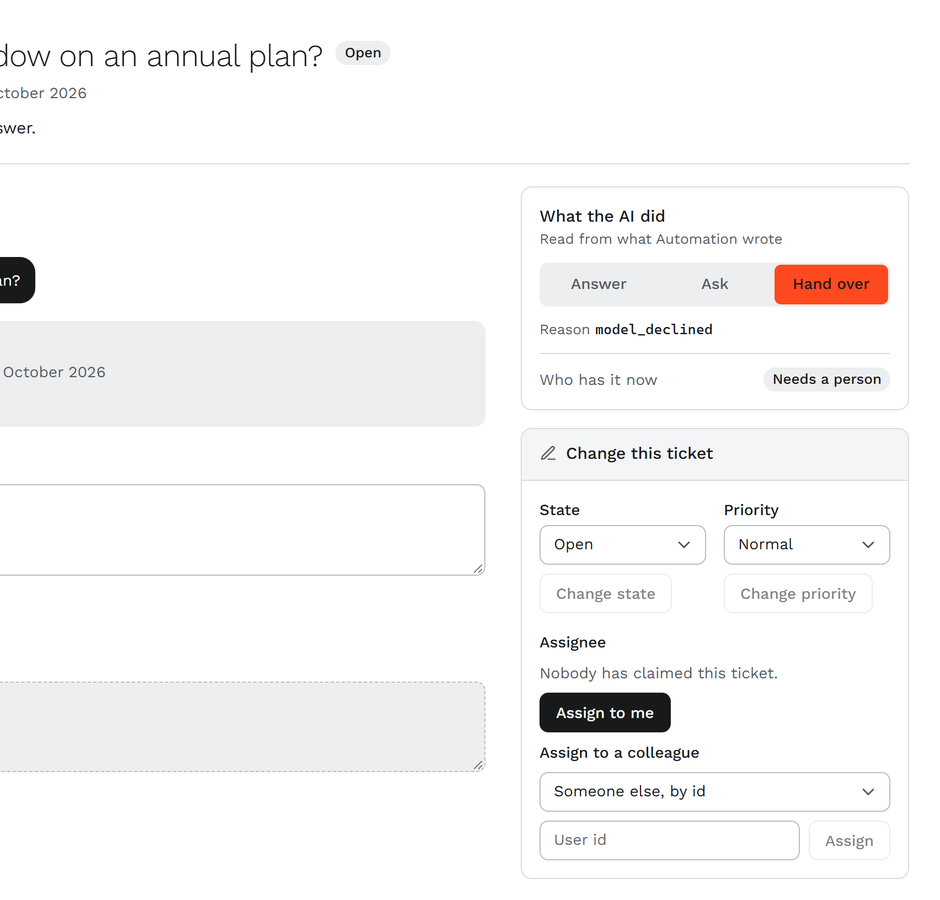 dow on an annual plan? Open
ctober 2026
swer.
an?
October 2026
What the AI did
Read from what Automation wrote
Answer Ask Hand over
Reason model_declined
Who has it now Needs a person
Change this ticket
State Priority
Open Normal
Change state Change priority
Assignee
Nobody has claimed this ticket.
Assign to me
Assign to a colleague
Someone else, by id
User id Assign